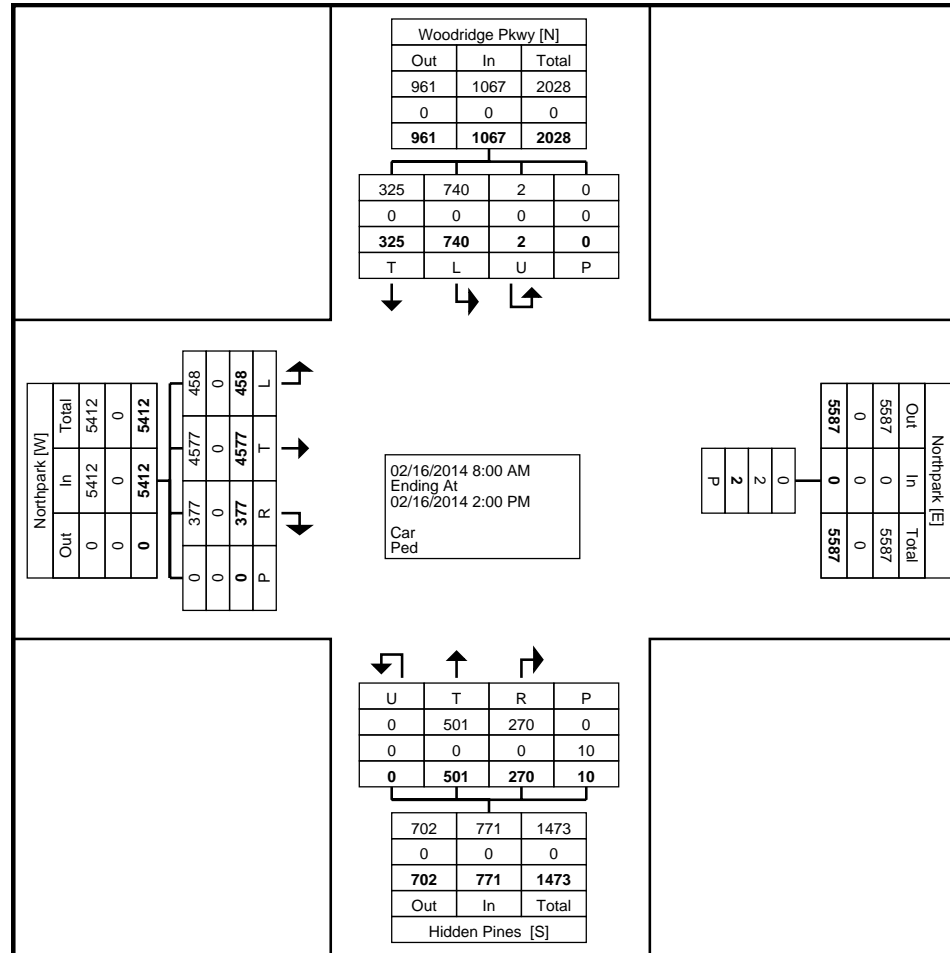 Woodridge Pkwy [N]
Out In Total
961 1067 2028
0 0 0
961 1067 2028
325 740 2 0
0 0 0 0
325 740 2 0
T L U P
Northpark [W]
Out In Total
0 5412 5412
0 0 0
0 5412 5412
458 4577 377 0
0 0 0 0
458 4577 377 0
L T R P
02/16/2014 8:00 AM
Ending At
02/16/2014 2:00 PM
Car
Ped
0
2
2
P
Northpark [E]
Out In Total
5587 0 5587
0 0 0
5587 0 5587
U T R P
0 501 270 0
0 0 0 10
0 501 270 10
702 771 1473
0 0 0
702 771 1473
Out In Total
Hidden Pines [S]